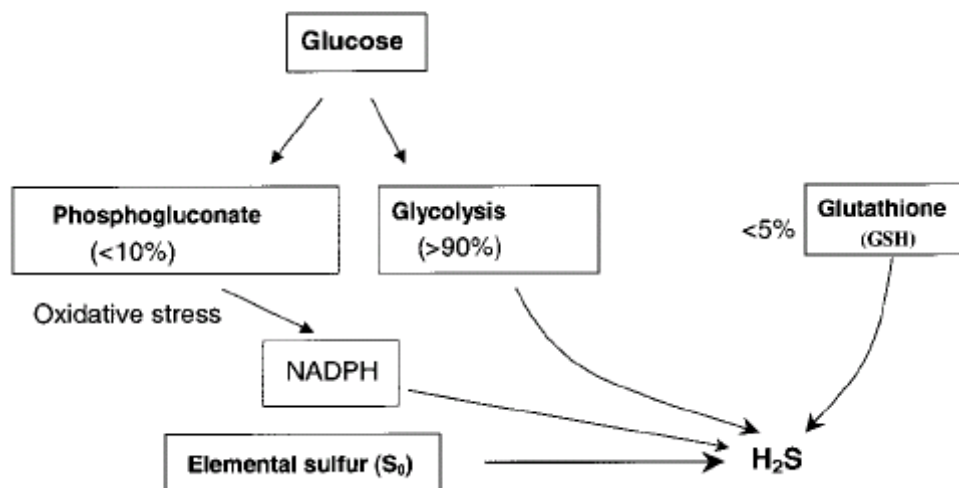 Glucose
Phosphogluconate
(<10%)
Glycolysis
(>90%)
<5%
Glutathione
(GSH)
Oxidative stress
NADPH
Elemental sulfur (S₀)
H₂S